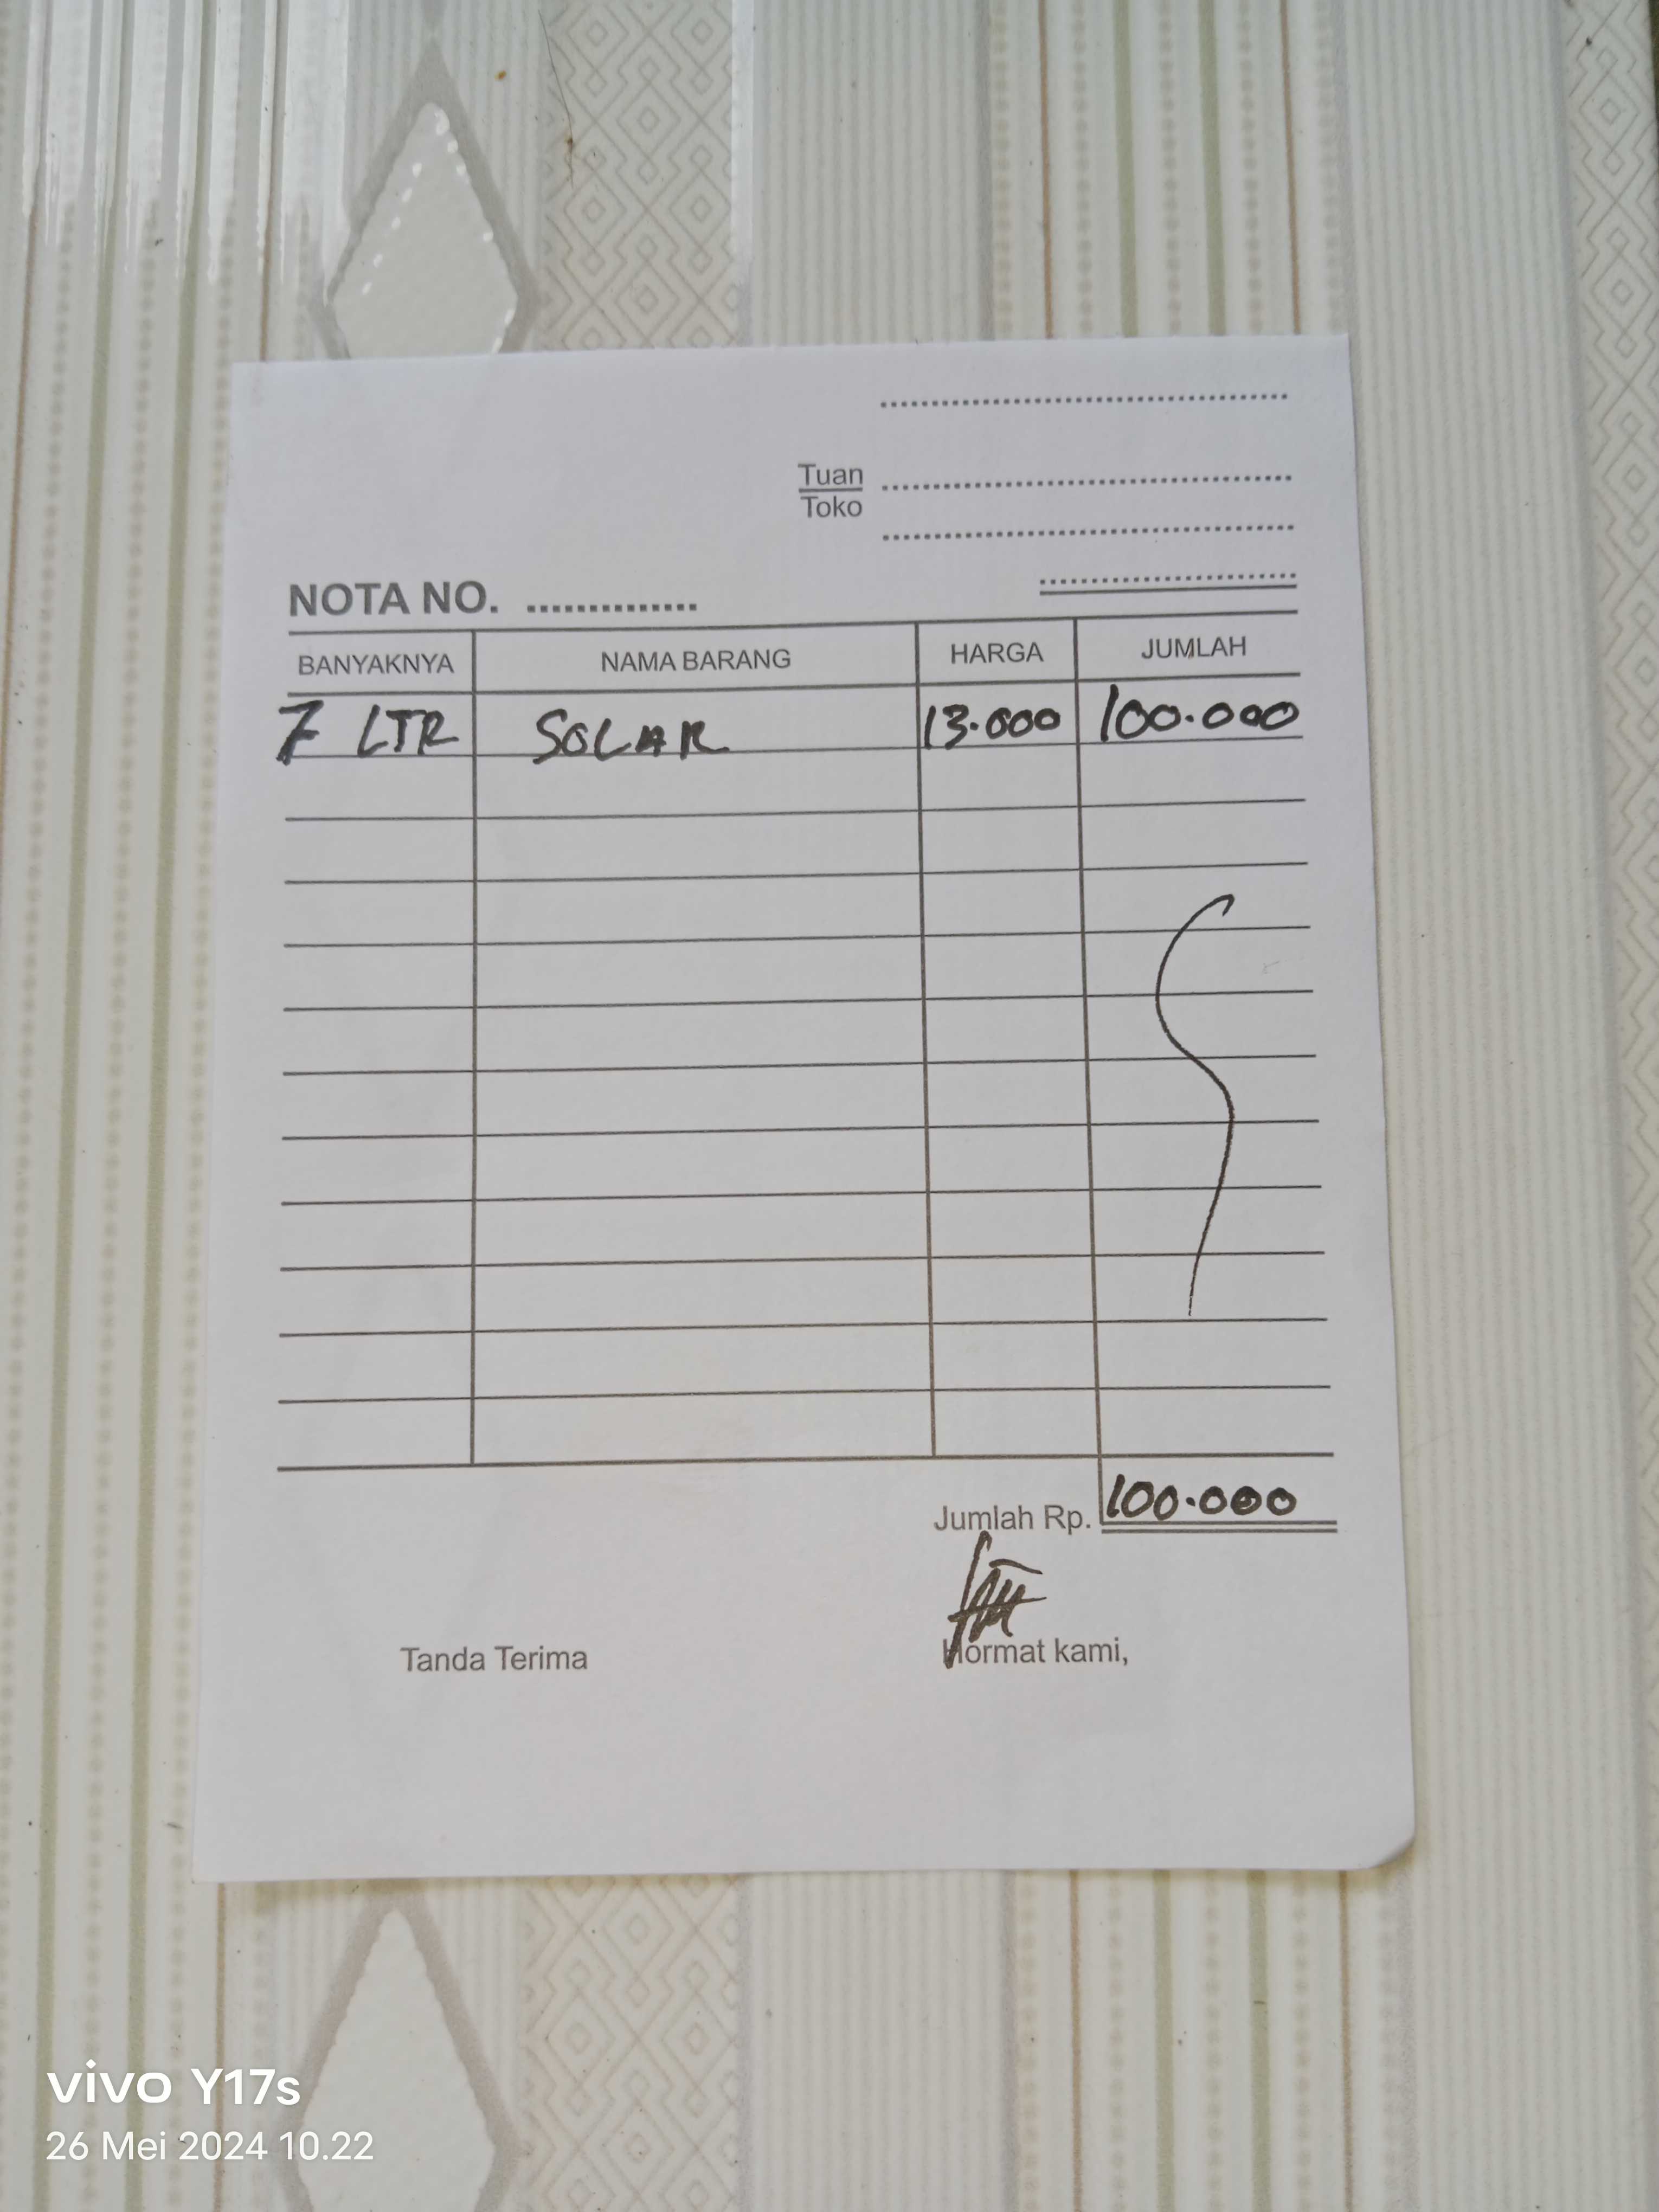 Tuan
Toko
NOTA NO. ..............
BANYAKNYA NAMA BARANG HARGA JUMLAH
7 LTR SOLAR 13.000 100.000
Jumlah Rp. 100.000
Tanda Terima Hormat kami,
vivo Y17s
26 Mei 2024 10.22